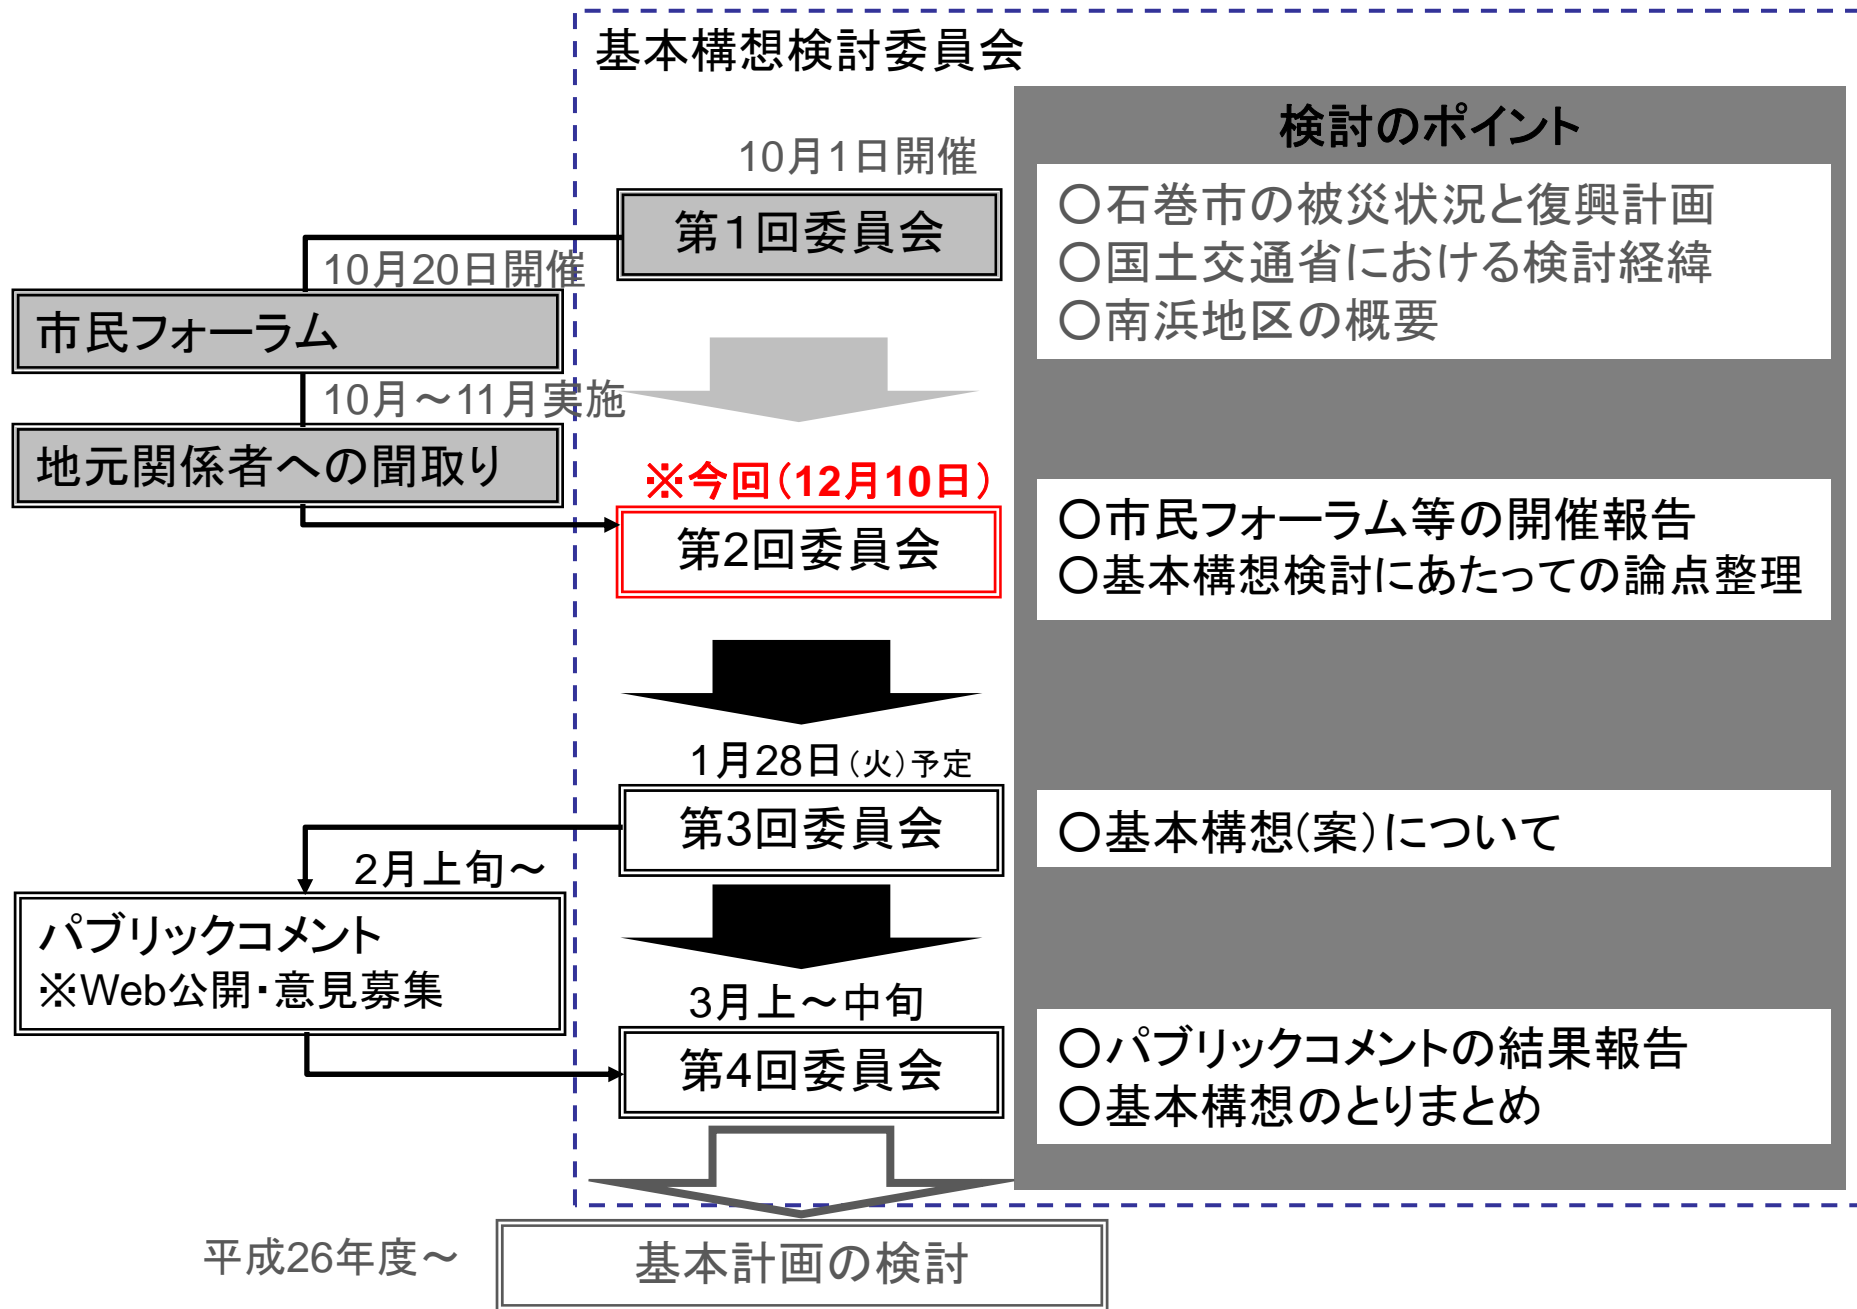 基本構想検討委員会
検討のポイント
10月1日開催
第1回委員会
○石巻市の被災状況と復興計画
○国土交通省における検討経緯
○南浜地区の概要
10月20日開催
市民フォーラム
10月～11月実施
地元関係者への聞取り
※今回(12月10日)
第2回委員会
○市民フォーラム等の開催報告
○基本構想検討にあたっての論点整理
1月28日(火)予定
第3回委員会
○基本構想(案)について
2月上旬～
パブリックコメント
※Web公開・意見募集
3月上～中旬
第4回委員会
○パブリックコメントの結果報告
○基本構想のとりまとめ
平成26年度～
基本計画の検討